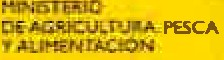 MINISTERIO
DE AGRICULTURA PESCA
Y ALIMENTACION